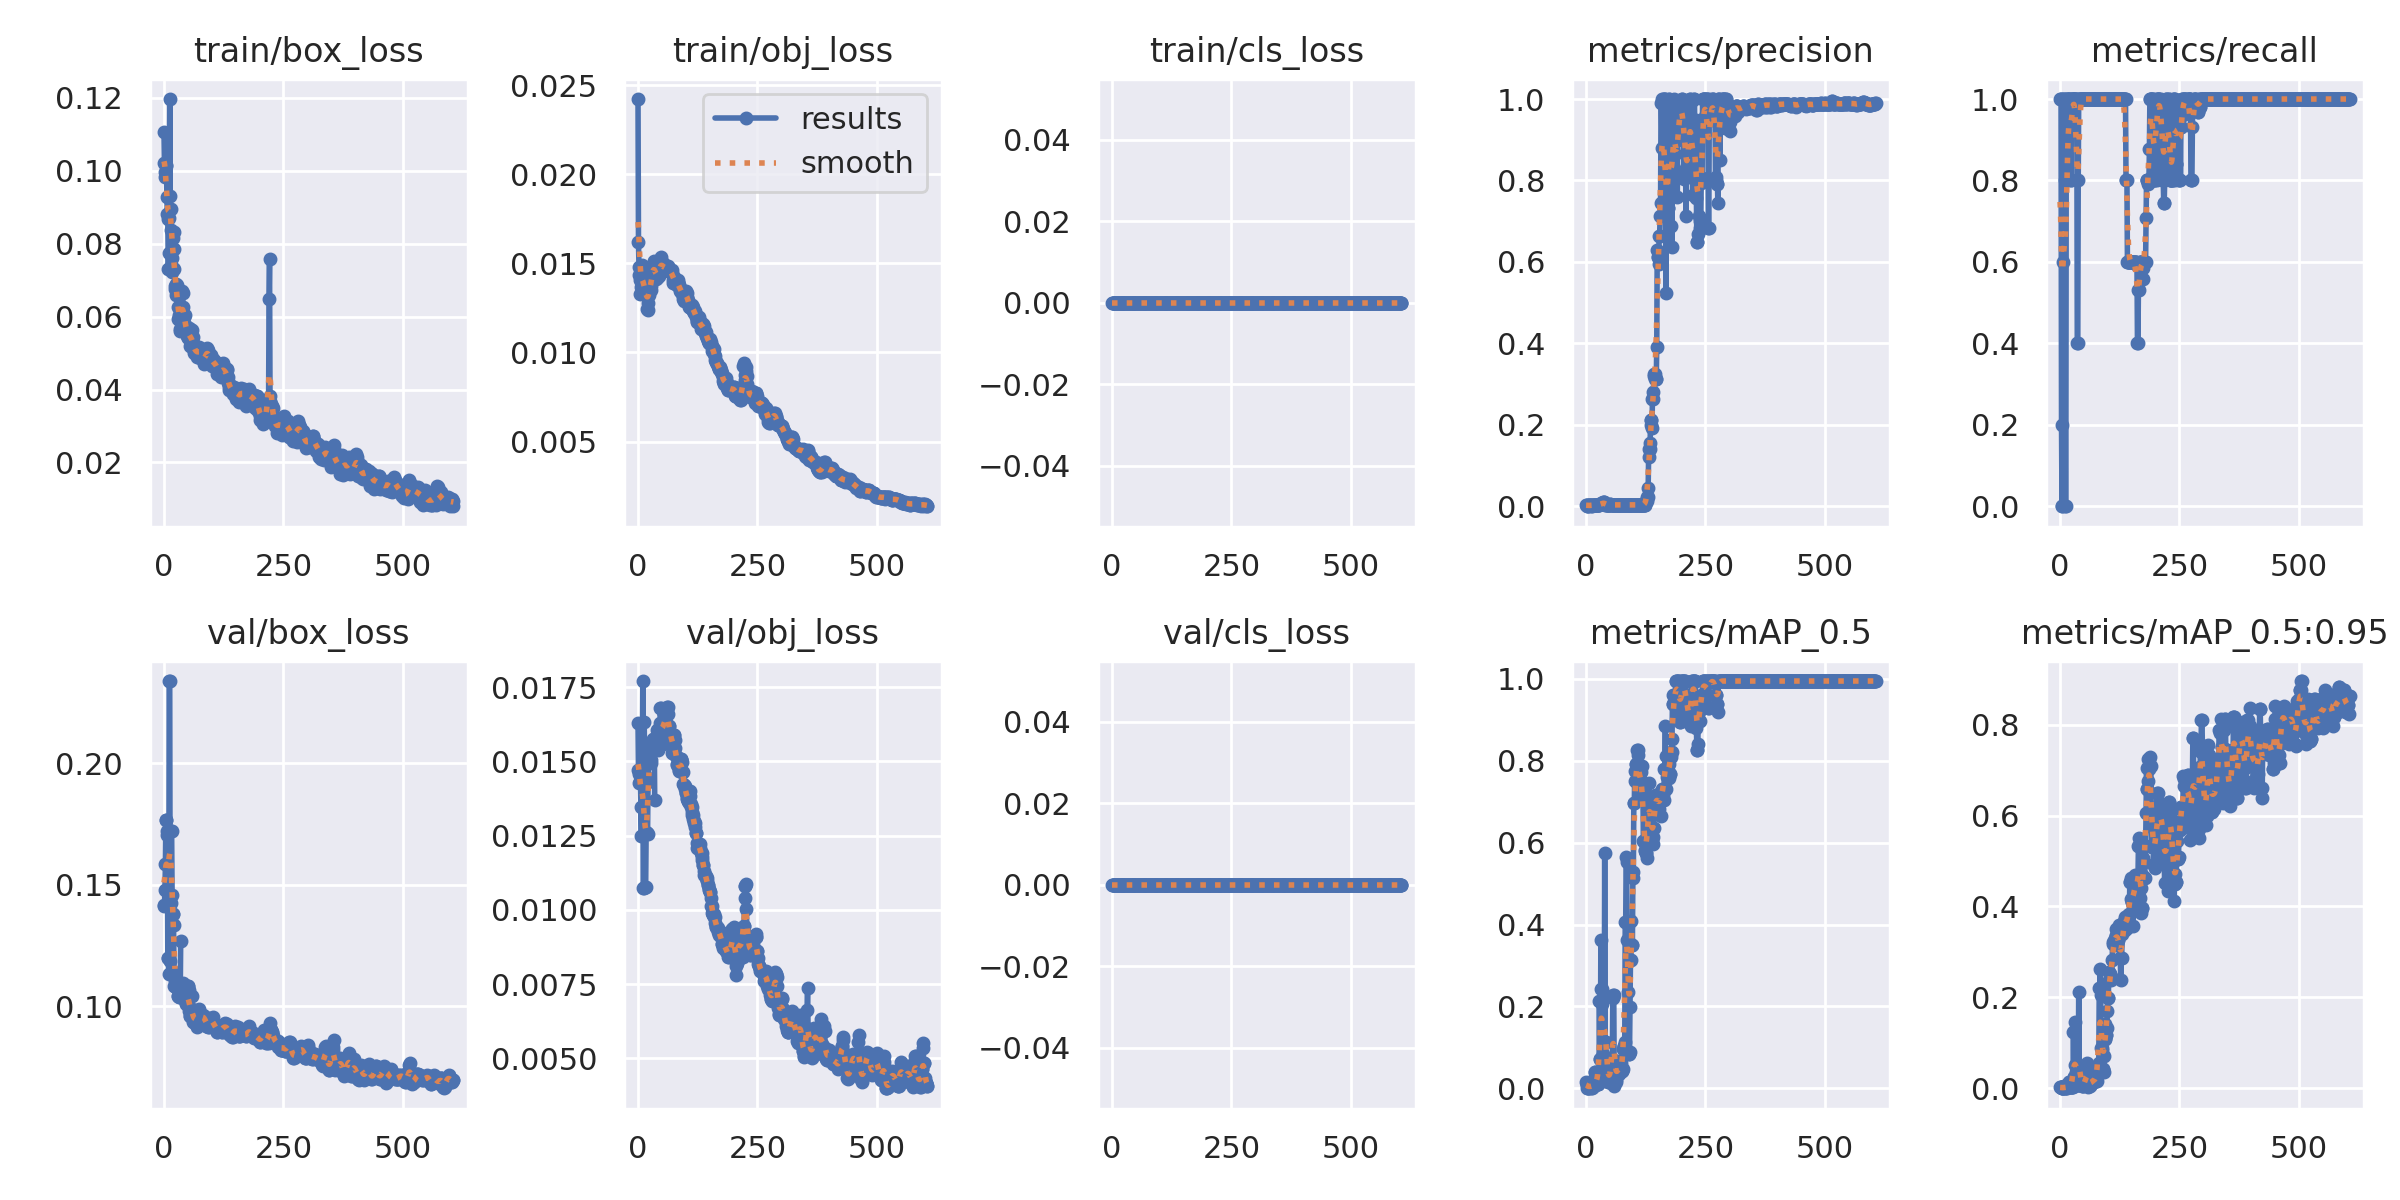 train/box_loss
0.12
0.10
0.08
0.06
0.04
0.02
0 250 500
train/obj_loss
0.025
0.020
0.015
0.010
0.005
results
smooth
0 250 500
train/cls_loss
0.04
0.02
0.00
−0.02
−0.04
0 250 500
metrics/precision
1.0
0.8
0.6
0.4
0.2
0.0
0 250 500
metrics/recall
1.0
0.8
0.6
0.4
0.2
0.0
0 250 500
val/box_loss
0.20
0.15
0.10
0 250 500
val/obj_loss
0.0175
0.0150
0.0125
0.0100
0.0075
0.0050
0 250 500
val/cls_loss
0.04
0.02
0.00
−0.02
−0.04
0 250 500
metrics/mAP_0.5
1.0
0.8
0.6
0.4
0.2
0.0
0 250 500
metrics/mAP_0.5:0.95
0.8
0.6
0.4
0.2
0.0
0 250 500